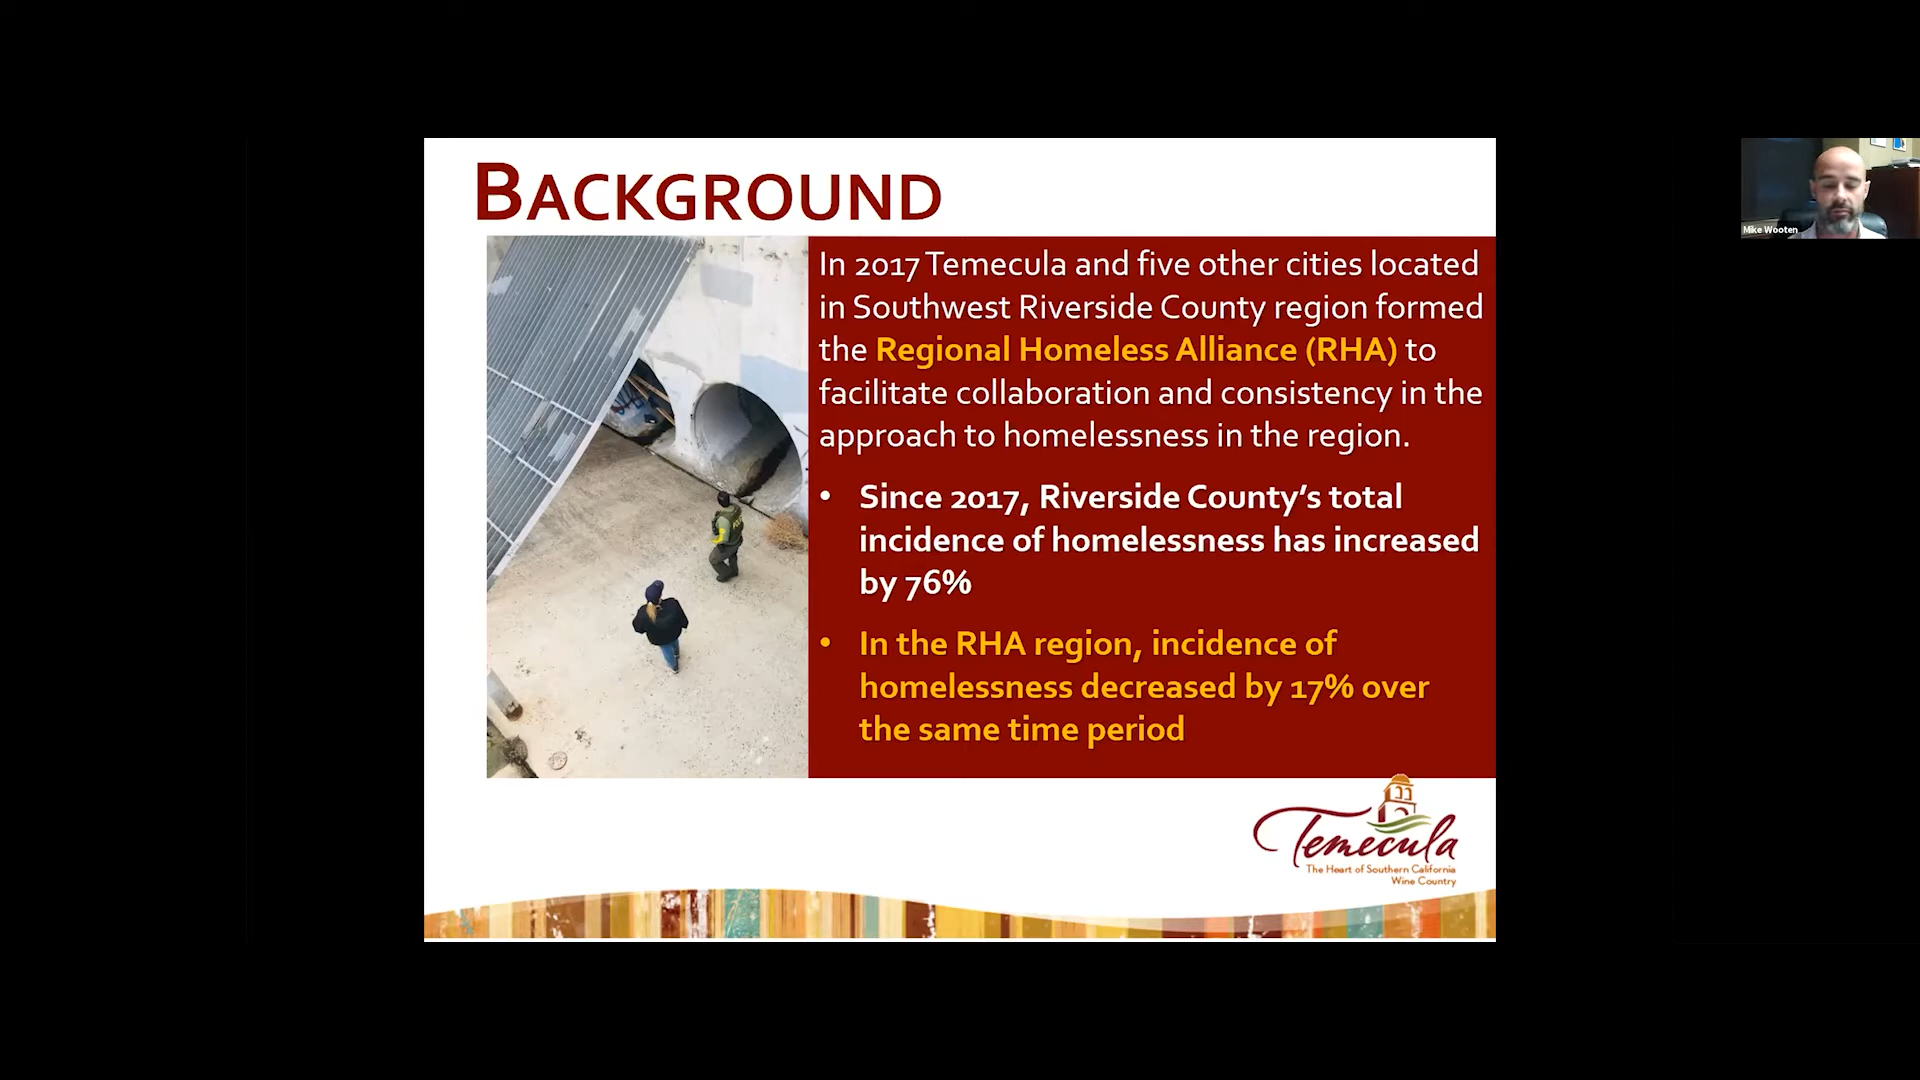 BACKGROUND
In 2017 Temecula and five other cities located
in Southwest Riverside County region formed
the Regional Homeless Alliance (RHA) to
facilitate collaboration and consistency in the
approach to homelessness in the region.
• Since 2017, Riverside County’s total
incidence of homelessness has increased
by 76%
• In the RHA region, incidence of
homelessness decreased by 17% over
the same time period
Temecula
The Heart of Southern California
Wine Country
Mike Wooten